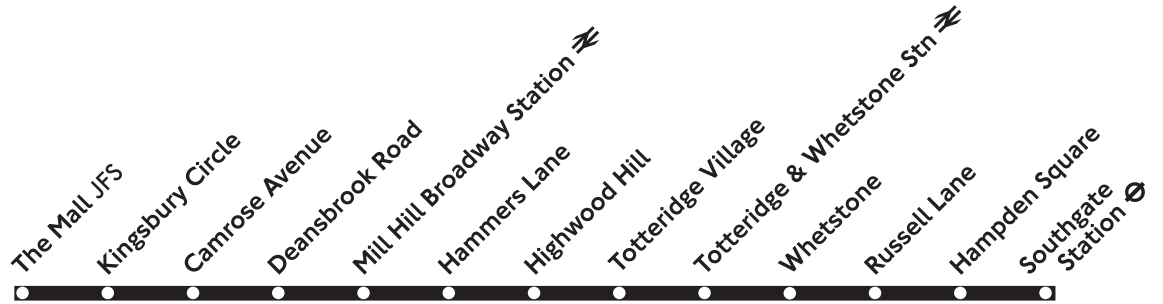 The Mall JFS
Kingsbury Circle
Camrose Avenue
Deansbrook Road
Mill Hill Broadway Station
Hammers Lane
Highwood Hill
Totteridge Village
Totteridge & Whetstone Stn
Whetstone
Russell Lane
Hampden Square
Southgate
Station